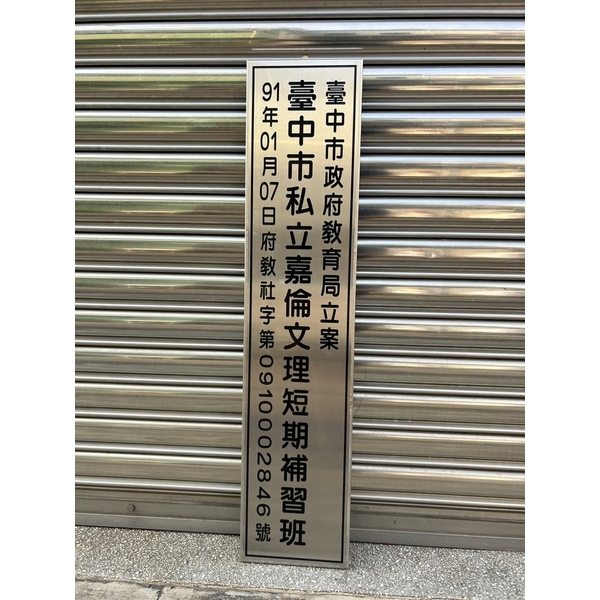 臺中市政府教育局立案
臺中市私立嘉倫文理短期補習班
91年01月07日府教社字第0910002846號